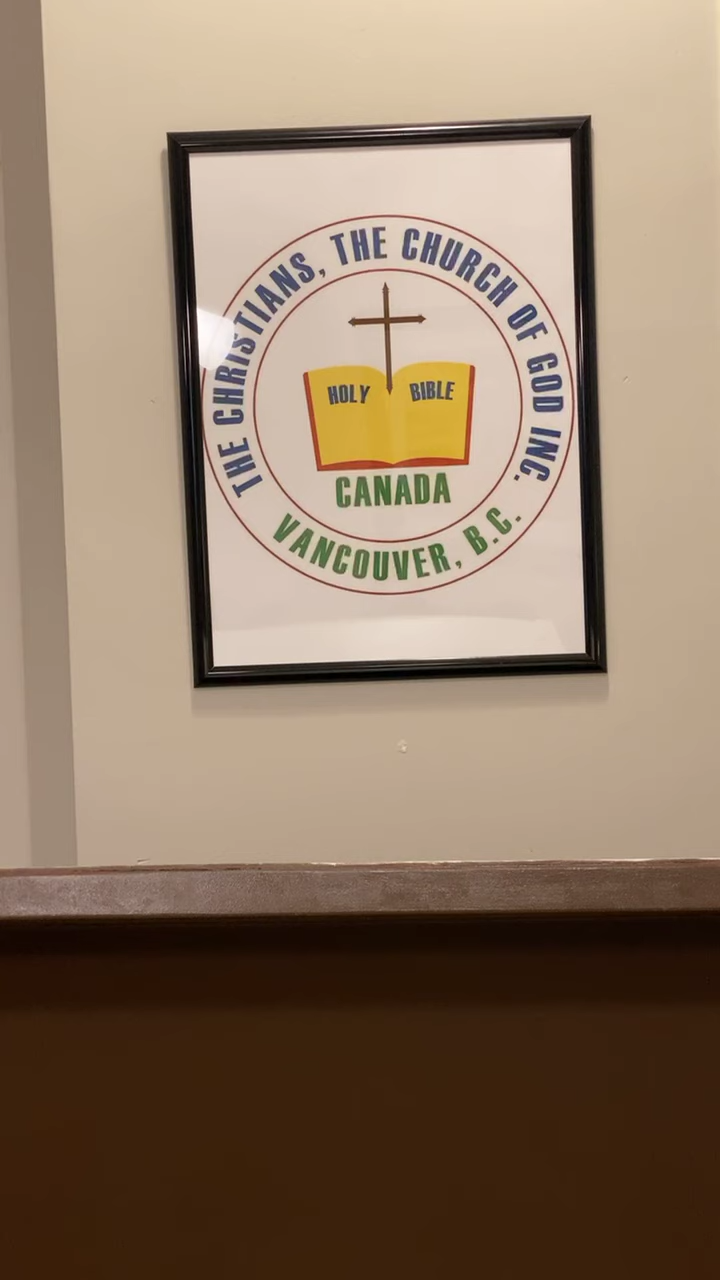 THE CHRISTIANS, THE CHURCH OF GOD INC.
HOLY BIBLE
CANADA
VANCOUVER, B.C.